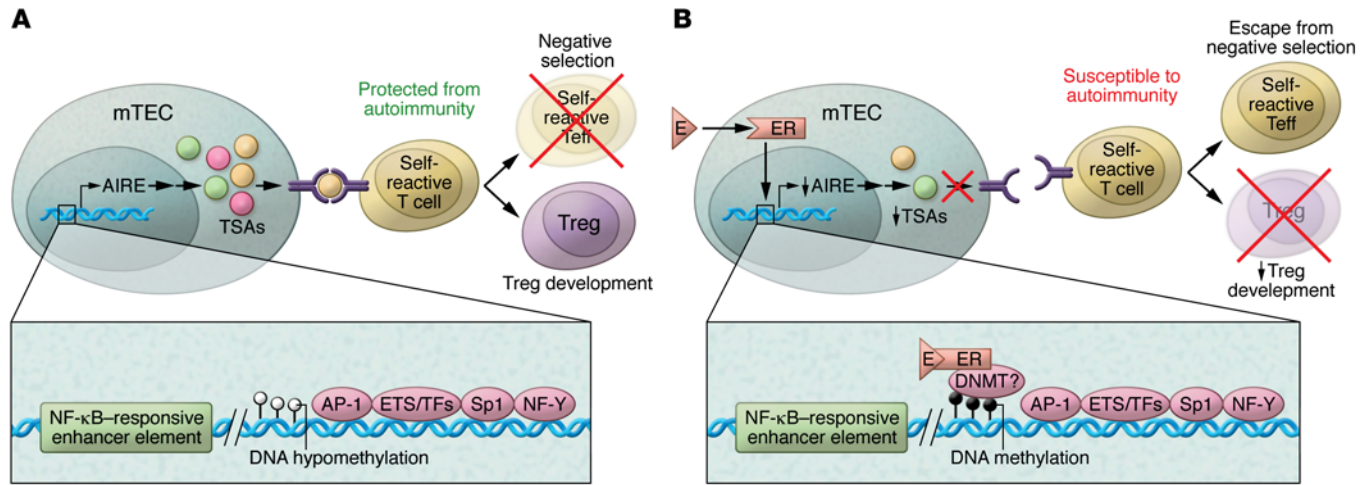 A
mTEC
AIRE
TSAs
Protected from
autoimmunity
Self-
reactive
T cell
Negative
selection
Self-
reactive
Teff
Treg
Treg development
NF-κB–responsive
enhancer element
DNA hypomethylation
AP-1
ETS/TFs
Sp1
NF-Y
B
mTEC
E
ER
AIRE
TSAs
Susceptible to
autoimmunity
Self-
reactive
T cell
Escape from
negative selection
Self-
reactive
Teff
Treg
Treg
develepment
NF-κB–responsive
enhancer element
E
ER
DNMT?
DNA methylation
AP-1
ETS/TFs
Sp1
NF-Y